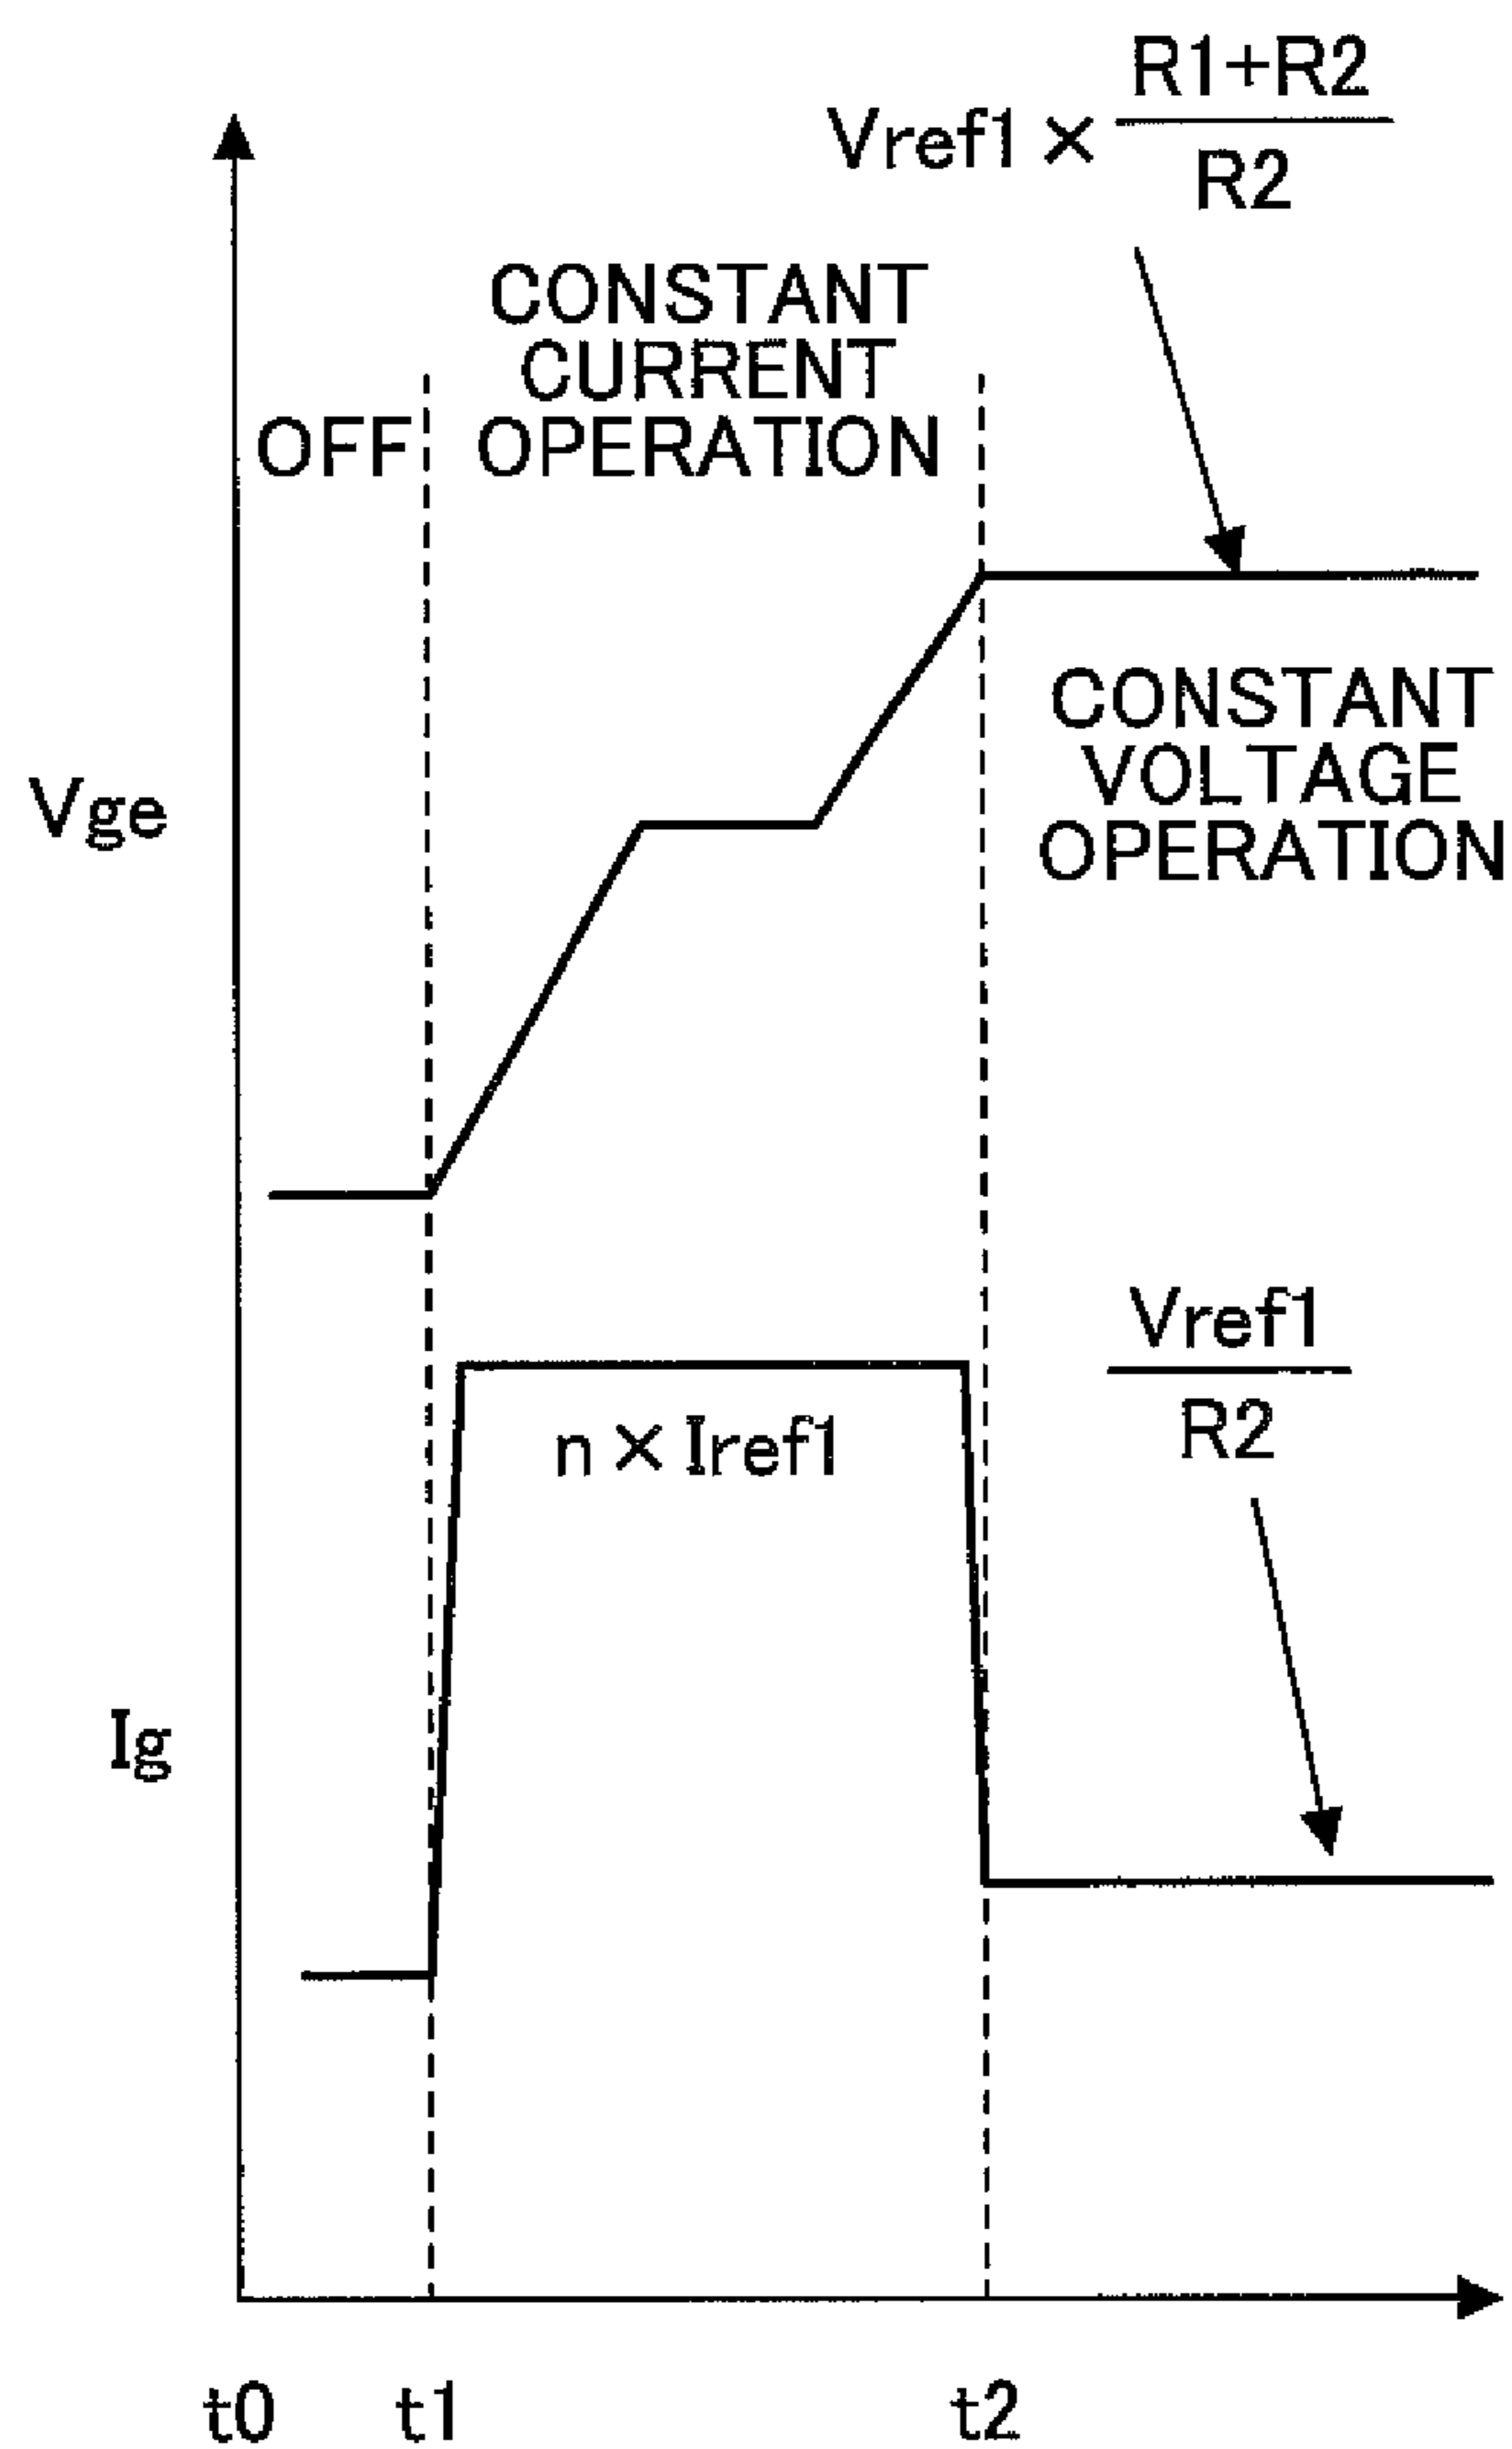 Vref1 × R1+R2
R2
CONSTANT
CURRENT
OFF OPERATION
CONSTANT
VOLTAGE
OPERATION
Vge
Vref1
R2
n × Iref1
Ig
t0 t1 t2